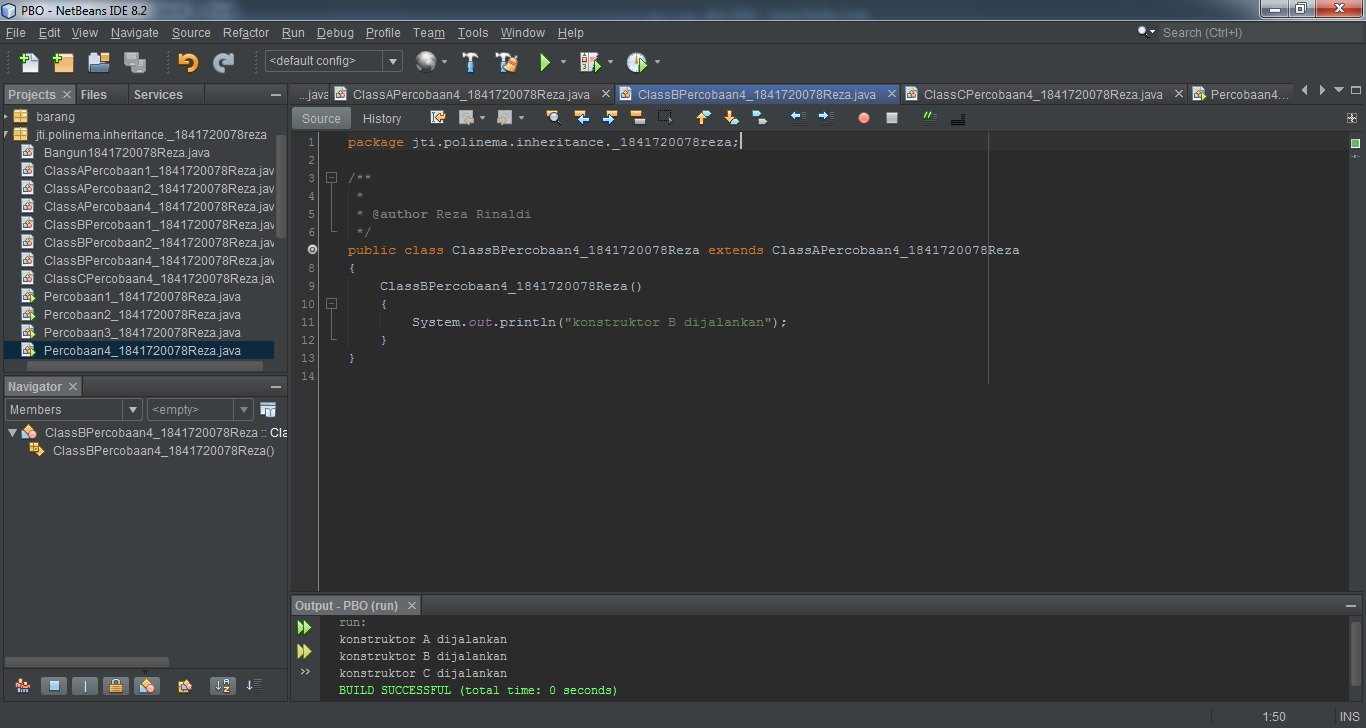 PBO - NetBeans IDE 8.2
File Edit View Navigate Source Refactor Run Debug Profile Team Tools Window Help
Search (Ctrl+I)
<default config>
Projects Files Services
barang
jti.polinema.inheritance._1841720078reza
Bangun1841720078Reza.java
ClassAPercobaan1_1841720078Reza.jav
ClassAPercobaan2_1841720078Reza.jav
ClassAPercobaan4_1841720078Reza.jav
ClassBPercobaan1_1841720078Reza.jav
ClassBPercobaan2_1841720078Reza.jav
ClassBPercobaan4_1841720078Reza.jav
ClassCPercobaan4_1841720078Reza.jav
Percobaan1_1841720078Reza.java
Percobaan2_1841720078Reza.java
Percobaan3_1841720078Reza.java
Percobaan4_1841720078Reza.java
Navigator
Members <empty>
ClassBPercobaan4_1841720078Reza :: Cla
ClassBPercobaan4_1841720078Reza()
...java ClassAPercobaan4_1841720078Reza.java ClassBPercobaan4_1841720078Reza.java ClassCPercobaan4_1841720078Reza.java Percobaan4...
Source History
1 package jti.polinema.inheritance._1841720078reza;
2
3 /**
4 *
5 * @author Reza Rinaldi
6 */
public class ClassBPercobaan4_1841720078Reza extends ClassAPercobaan4_1841720078Reza
8 {
9 ClassBPercobaan4_1841720078Reza()
10 {
11 System.out.println("konstruktor B dijalankan");
12 }
13 }
14
Output - PBO (run)
run:
konstruktor A dijalankan
konstruktor B dijalankan
konstruktor C dijalankan
BUILD SUCCESSFUL (total time: 0 seconds)
1:50 INS